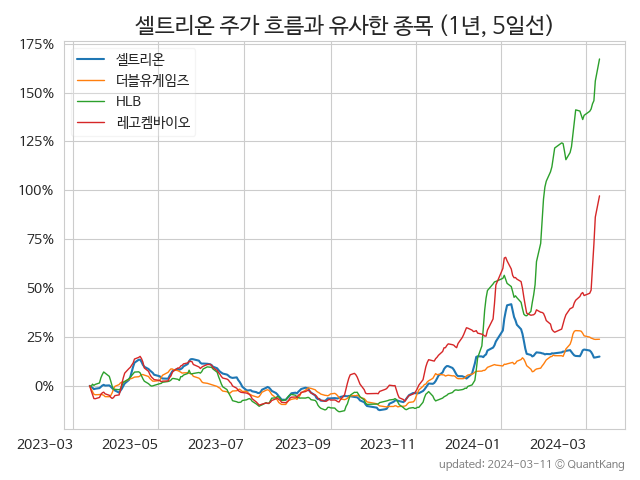 셀트리온 주가 흐름과 유사한 종목 (1년, 5일선)
175%
150%
125%
100%
75%
50%
25%
0%
셀트리온
더블유게임즈
HLB
레고켐바이오
2023-03 2023-05 2023-07 2023-09 2023-11 2024-01 2024-03
updated: 2024-03-11 © QuantKang